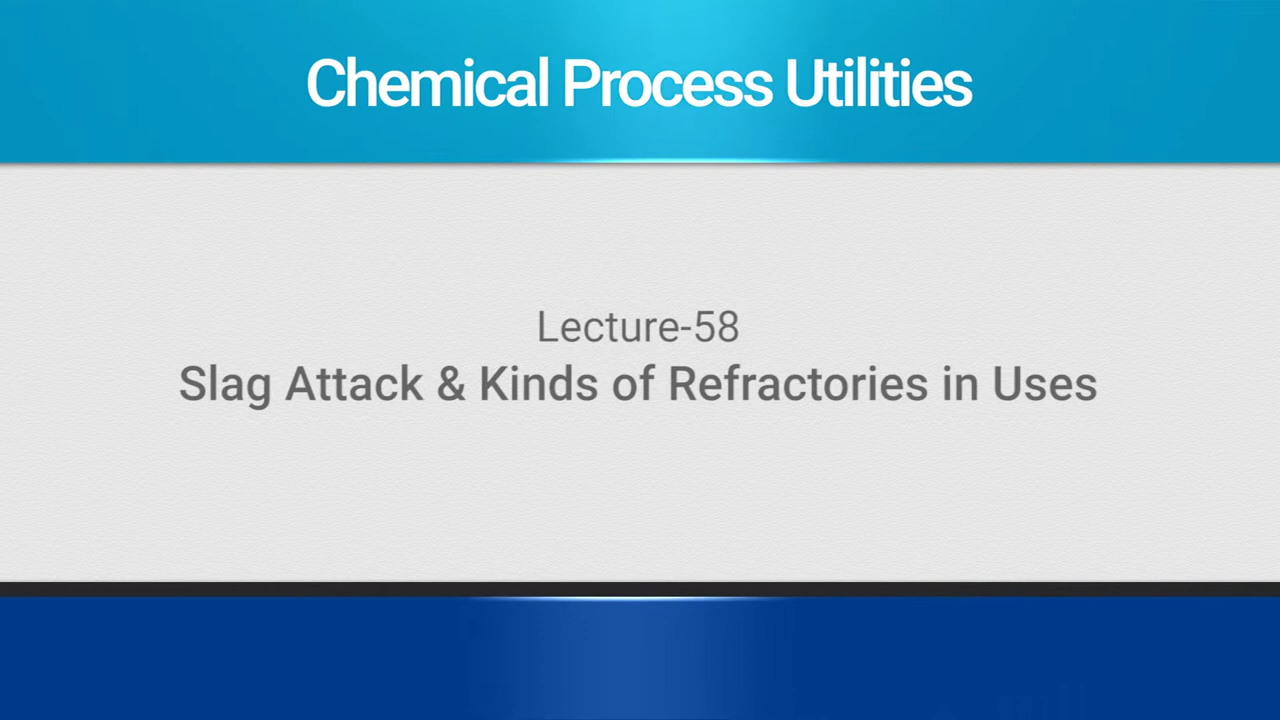 Chemical Process Utilities
Lecture-58
Slag Attack & Kinds of Refractories in Uses